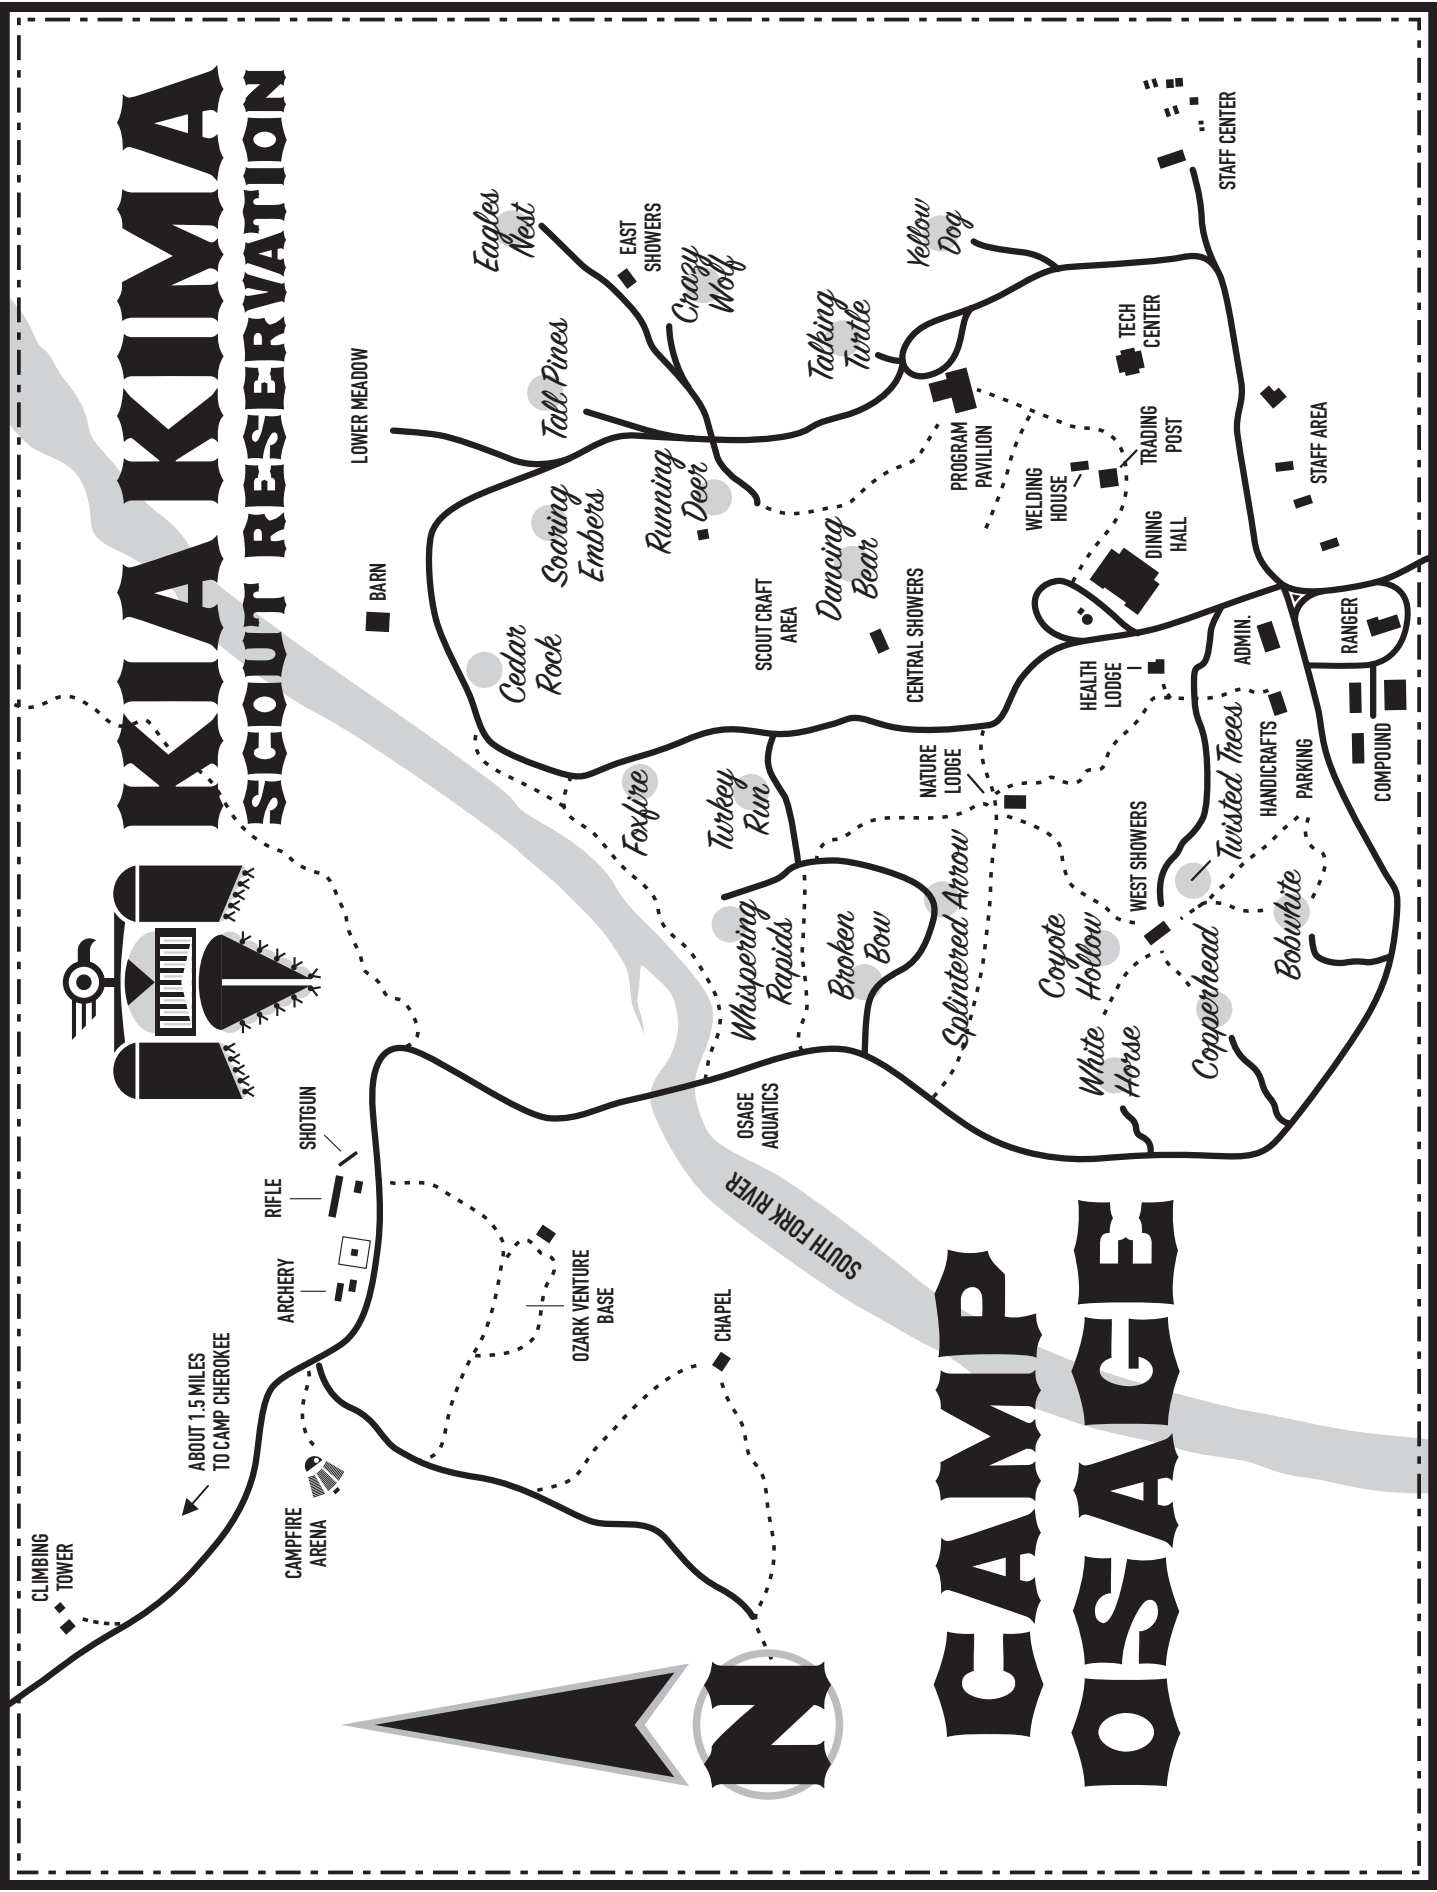 KIA KIMA
SCOUT RESERVATION
CLIMBING
TOWER
ABOUT 1.5 MILES
TO CAMP CHEROKEE
CAMPFIRE
ARENA
ARCHERY
RIFLE
SHOTGUN
BARN
LOWER MEADOW
Eagles
Nest
EAST
SHOWERS
Tall Pines
Crazy
Wolf
Soaring
Embers
Running
Deer
Cedar
Rock
SCOUT CRAFT
AREA
Dancing
Bear
CENTRAL SHOWERS
Talking
Turtle
Yellow
Dog
PROGRAM
PAVILION
WELDING
HOUSE
TRADING
POST
TECH
CENTER
STAFF CENTER
DINING
HALL
STAFF AREA
HEALTH
LODGE
ADMIN.
RANGER
HANDICRAFTS
PARKING
COMPOUND
Foxfire
Turkey
Run
NATURE
LODGE
Whispering
Rapids
Broken
Bow
Splintered Arrow
Coyote
Hollow
WEST SHOWERS
Twisted Trees
White
Horse
Copperhead
Bobwhite
OSAGE
AQUATICS
SOUTH FORK RIVER
OZARK VENTURE
BASE
CHAPEL
N
CAMP
OSAGE